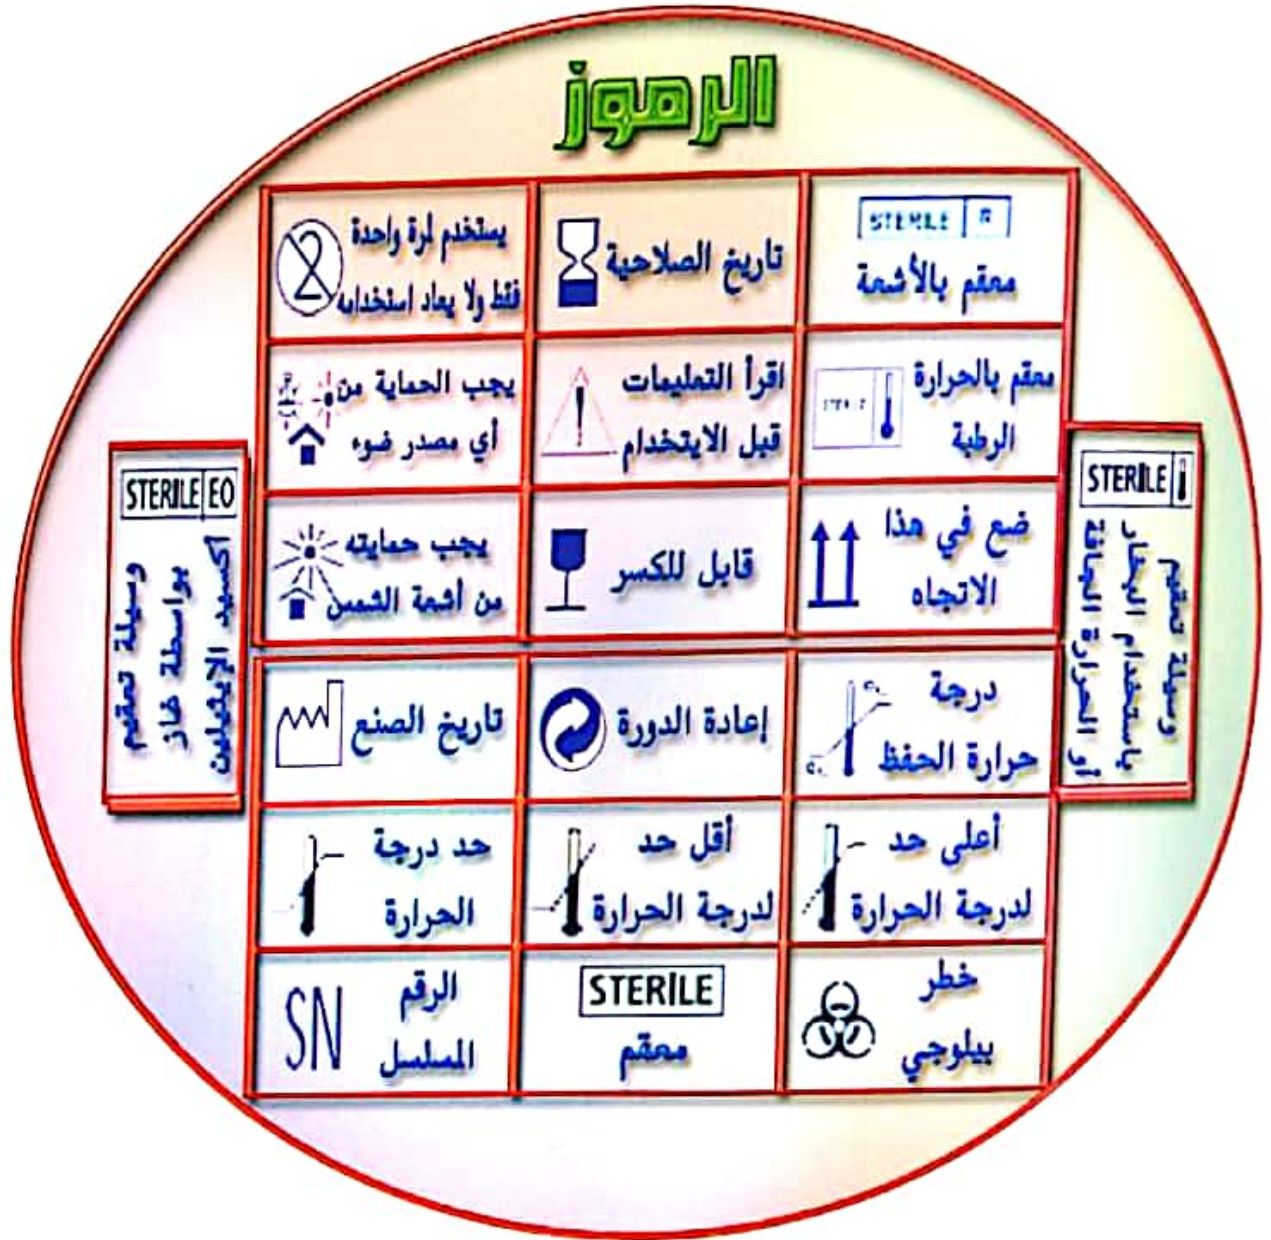 الرموز
STERILE R
معقم بالأشعة
تاريخ الصلاحية
يستخدم لمرة واحدة
فقط ولا يعاد استخدامه
معقم بالحرارة
الرطبة
STERILE
اقرأ التعليمات
قبل الايتخدام
يجب الحماية من
أي مصدر ضوء
ضع في هذا
الاتجاه
قابل للكسر
يجب حمايته
من أشعة الشمس
درجة
حرارة الحفظ
إعادة الدورة
تاريخ الصنع
أعلى حد
لدرجة الحرارة
أقل حد
لدرجة الحرارة
حد درجة
الحرارة
خطر
بيلوجي
STERILE
معقم
الرقم
المسلسل
SN
STERILE
وسيلة تعقيم
باستخدام البخار
أو الحرارة الجافة
STERILE EO
وسيلة تعقيم
بواسطة غاز
أكسيد الإيثيلين